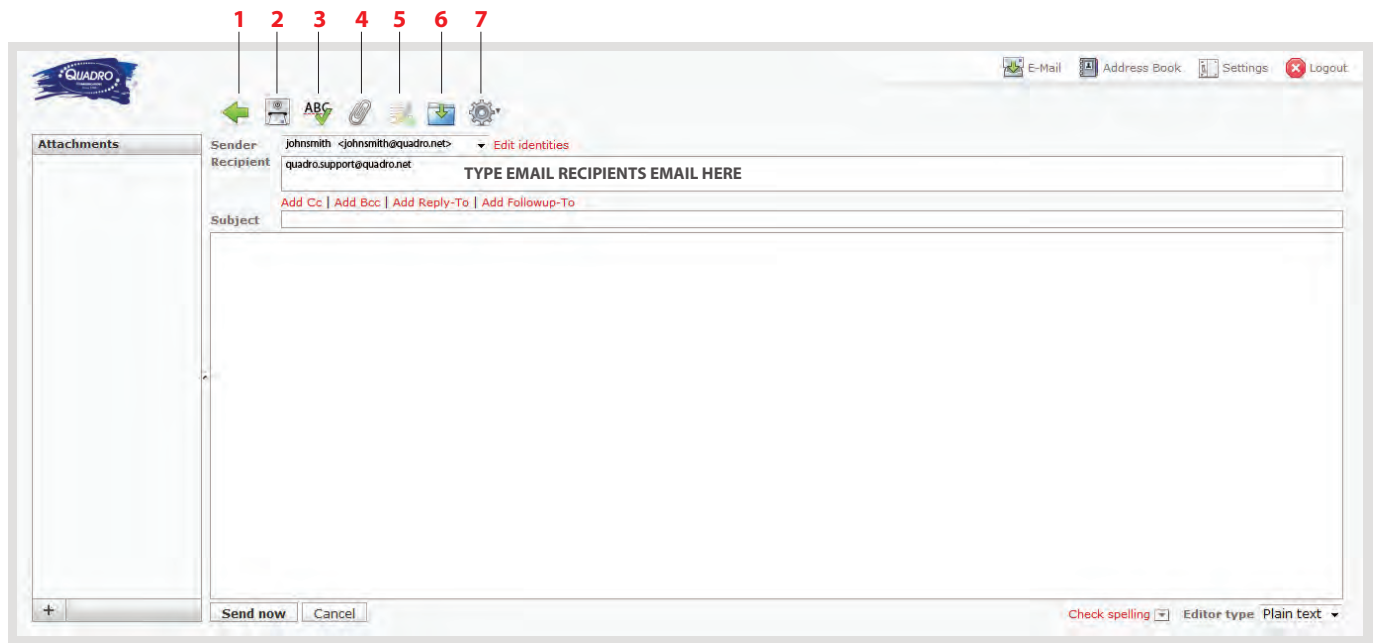 1 2 3 4 5 6 7
QUADRO
E-Mail Address Book Settings Logout
ABC
Attachments
Sender johnsmith <johnsmith@quadro.net> Edit identities
Recipient quadro.support@quadro.net TYPE EMAIL RECIPIENTS EMAIL HERE
Add Cc | Add Bcc | Add Reply-To | Add Followup-To
Subject
+ Send now Cancel Check spelling Editor type Plain text